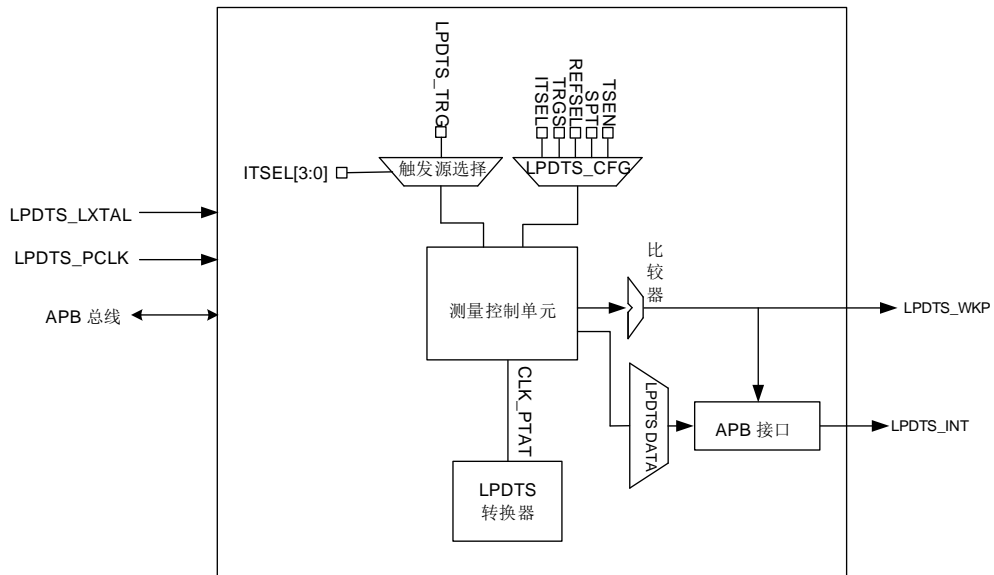 LPDTS_TRG
ITSEL
TRGS
REFSEL
SPT
TSEN
ITSEL[3:0]
触发源选择
LPDTS_CFG
LPDTS_LXTAL
LPDTS_PCLK
APB 总线
测量控制单元
比较器
LPDTS_WKP
CLK_PTAT
LPDTS DATA
APB 接口
LPDTS_INT
LPDTS
转换器